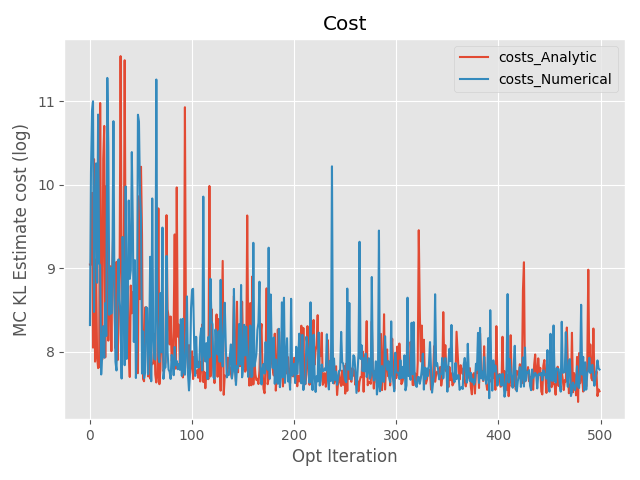 Cost
costs_Analytic
costs_Numerical
MC KL Estimate cost (log)
11
10
9
8
0
100
200
300
400
500
Opt Iteration